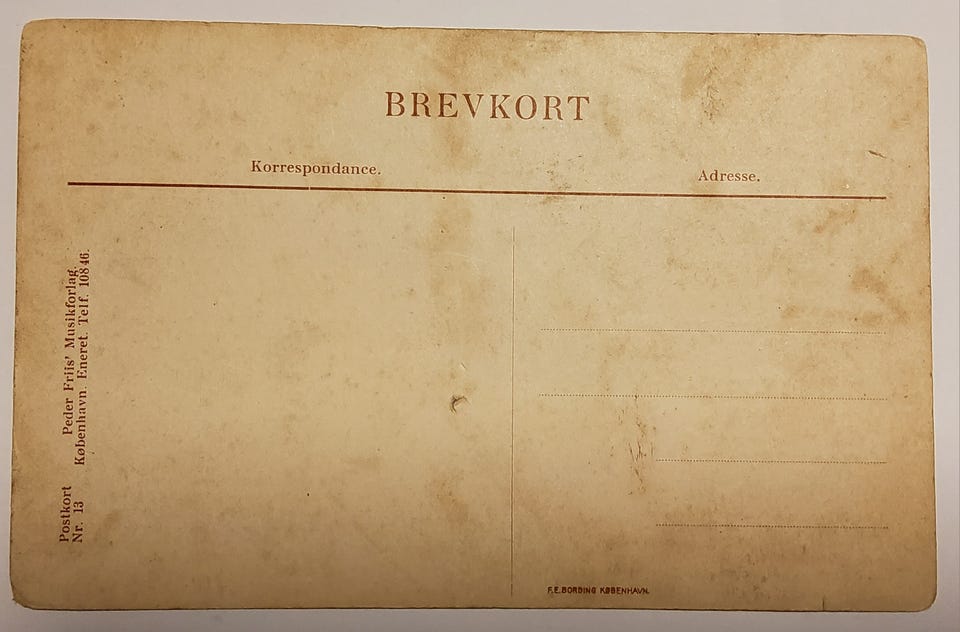 BREVKORT
Korrespondance.
Adresse.
Postkort
Nr. 13
Peder Friis' Musikforlag.
København. Eneret. Telf. 10846.
F.E.BORDING KØBENHAVN.